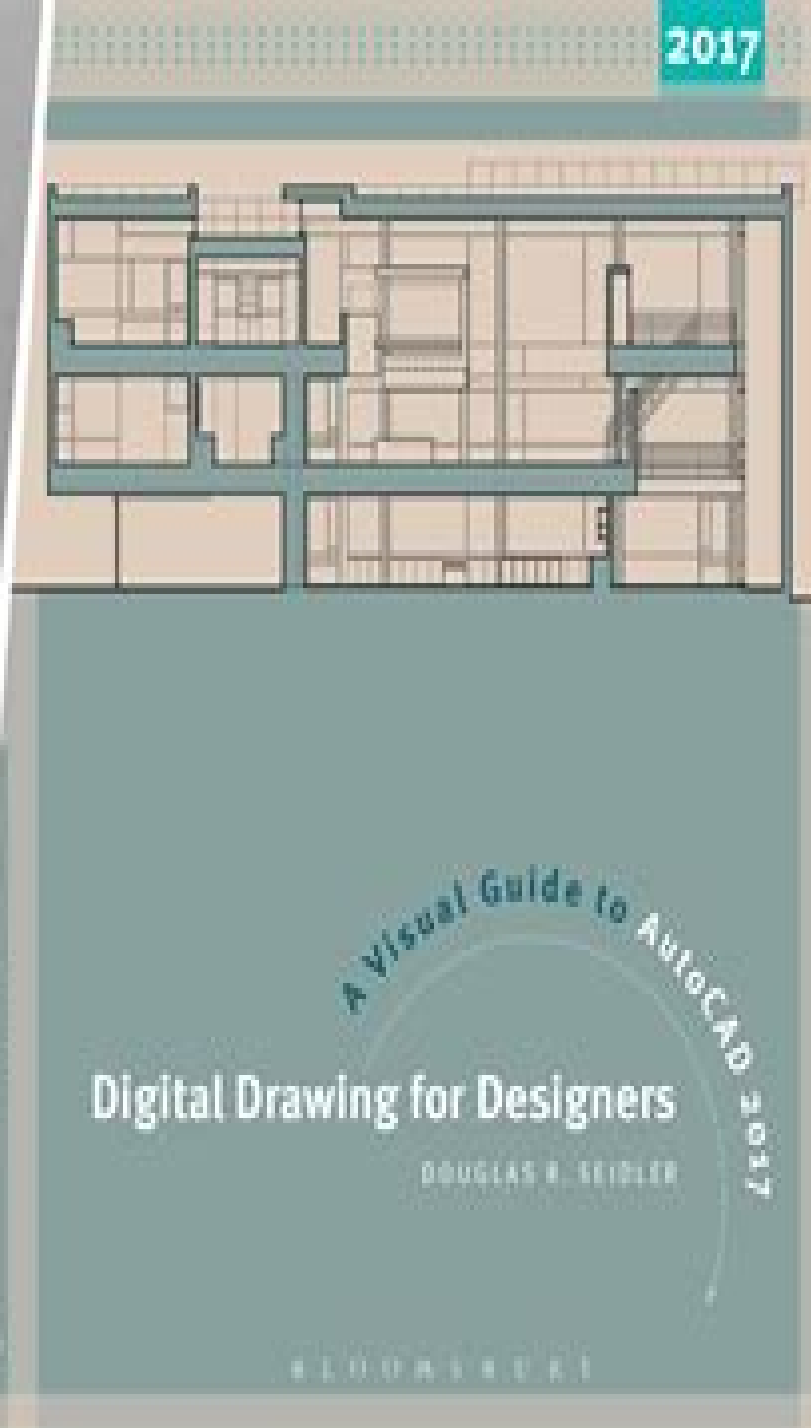 2017
A Visual Guide to AutoCAD 2017
Digital Drawing for Designers
DOUGLAS R. SEIDLER
BLOOMSBURY